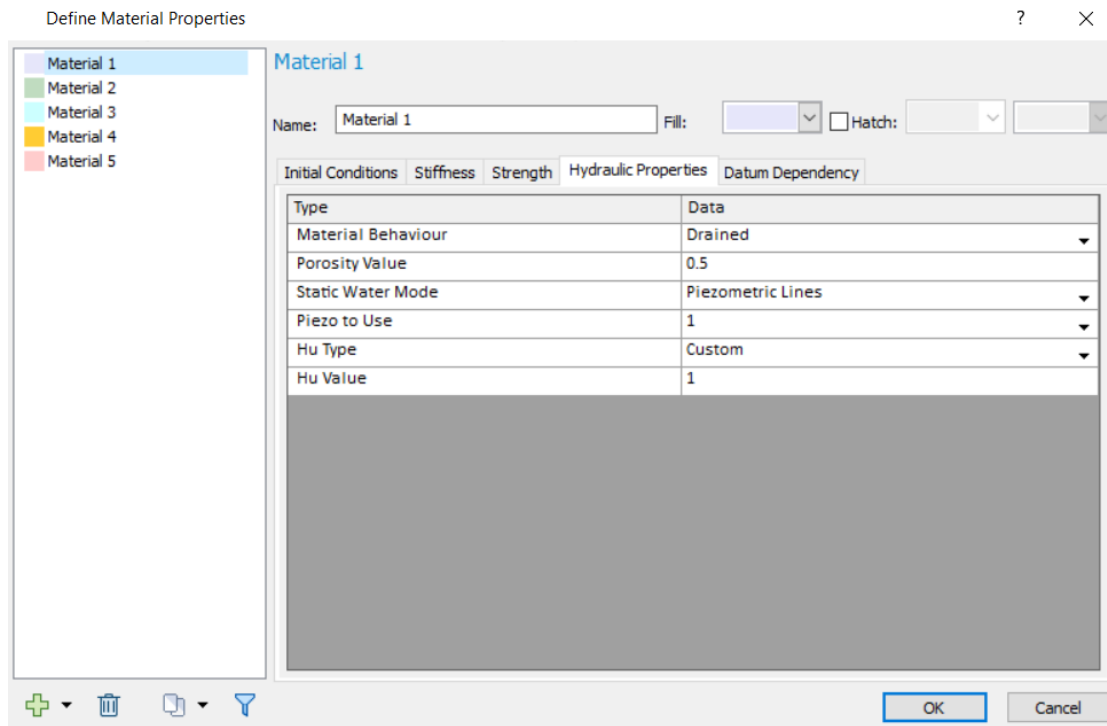 Define Material Properties ?
Material 1
Material 2
Material 3
Material 4
Material 5
Material 1
Name: Material 1 Fill: Hatch:
Initial Conditions Stiffness Strength Hydraulic Properties Datum Dependency
Type Data
Material Behaviour Drained
Porosity Value 0.5
Static Water Mode Piezometric Lines
Piezo to Use 1
Hu Type Custom
Hu Value 1
OK Cancel